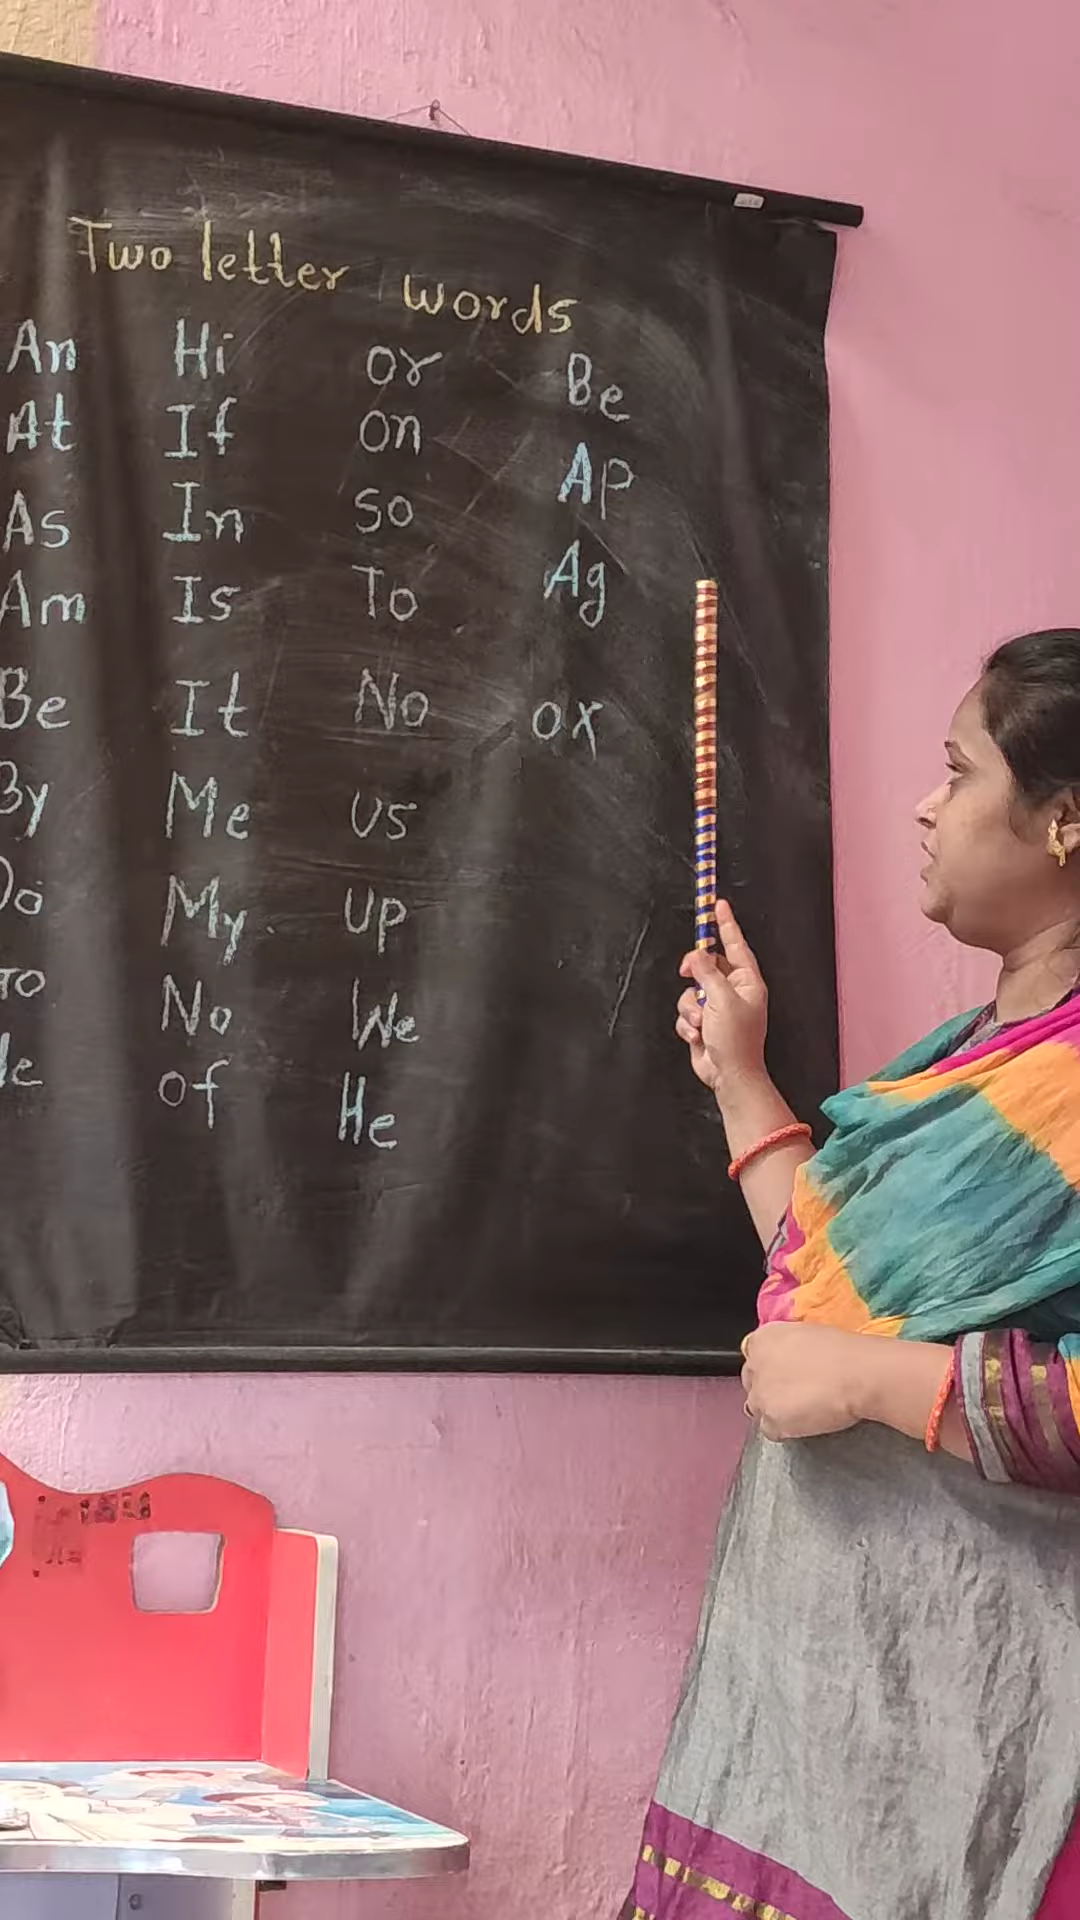 Two letter words
An Hi or Be
At If on Ap
As In so Ag
Am Is To
Be It No ox
By Me us
Do My up
No We
of He